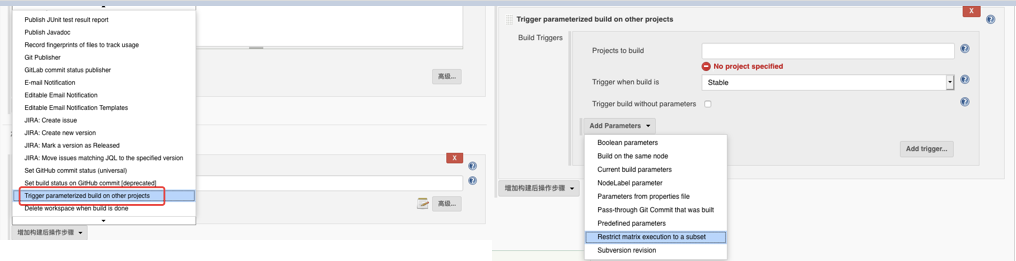 Publish JUnit test result report
Publish Javadoc
Record fingerprints of files to track usage
Git Publisher
GitLab commit status publisher
E-mail Notification
Editable Email Notification
Editable Email Notification Templates
JIRA: Create issue
JIRA: Create new version
JIRA: Mark a version as Released
JIRA: Move issues matching JQL to the specified version
Set GitHub commit status (universal)
Set build status on GitHub commit [deprecated]
Trigger parameterized build on other projects
Delete workspace when build is done
增加构建后操作步骤
高级...
X
高级...
X
Trigger parameterized build on other projects
Build Triggers
Projects to build
No project specified
Trigger when build is
Stable
Trigger build without parameters
Add Parameters
Boolean parameters
Build on the same node
Current build parameters
NodeLabel parameter
Parameters from properties file
Pass-through Git Commit that was built
Predefined parameters
Restrict matrix execution to a subset
Subversion revision
Add trigger...
增加构建后操作步骤